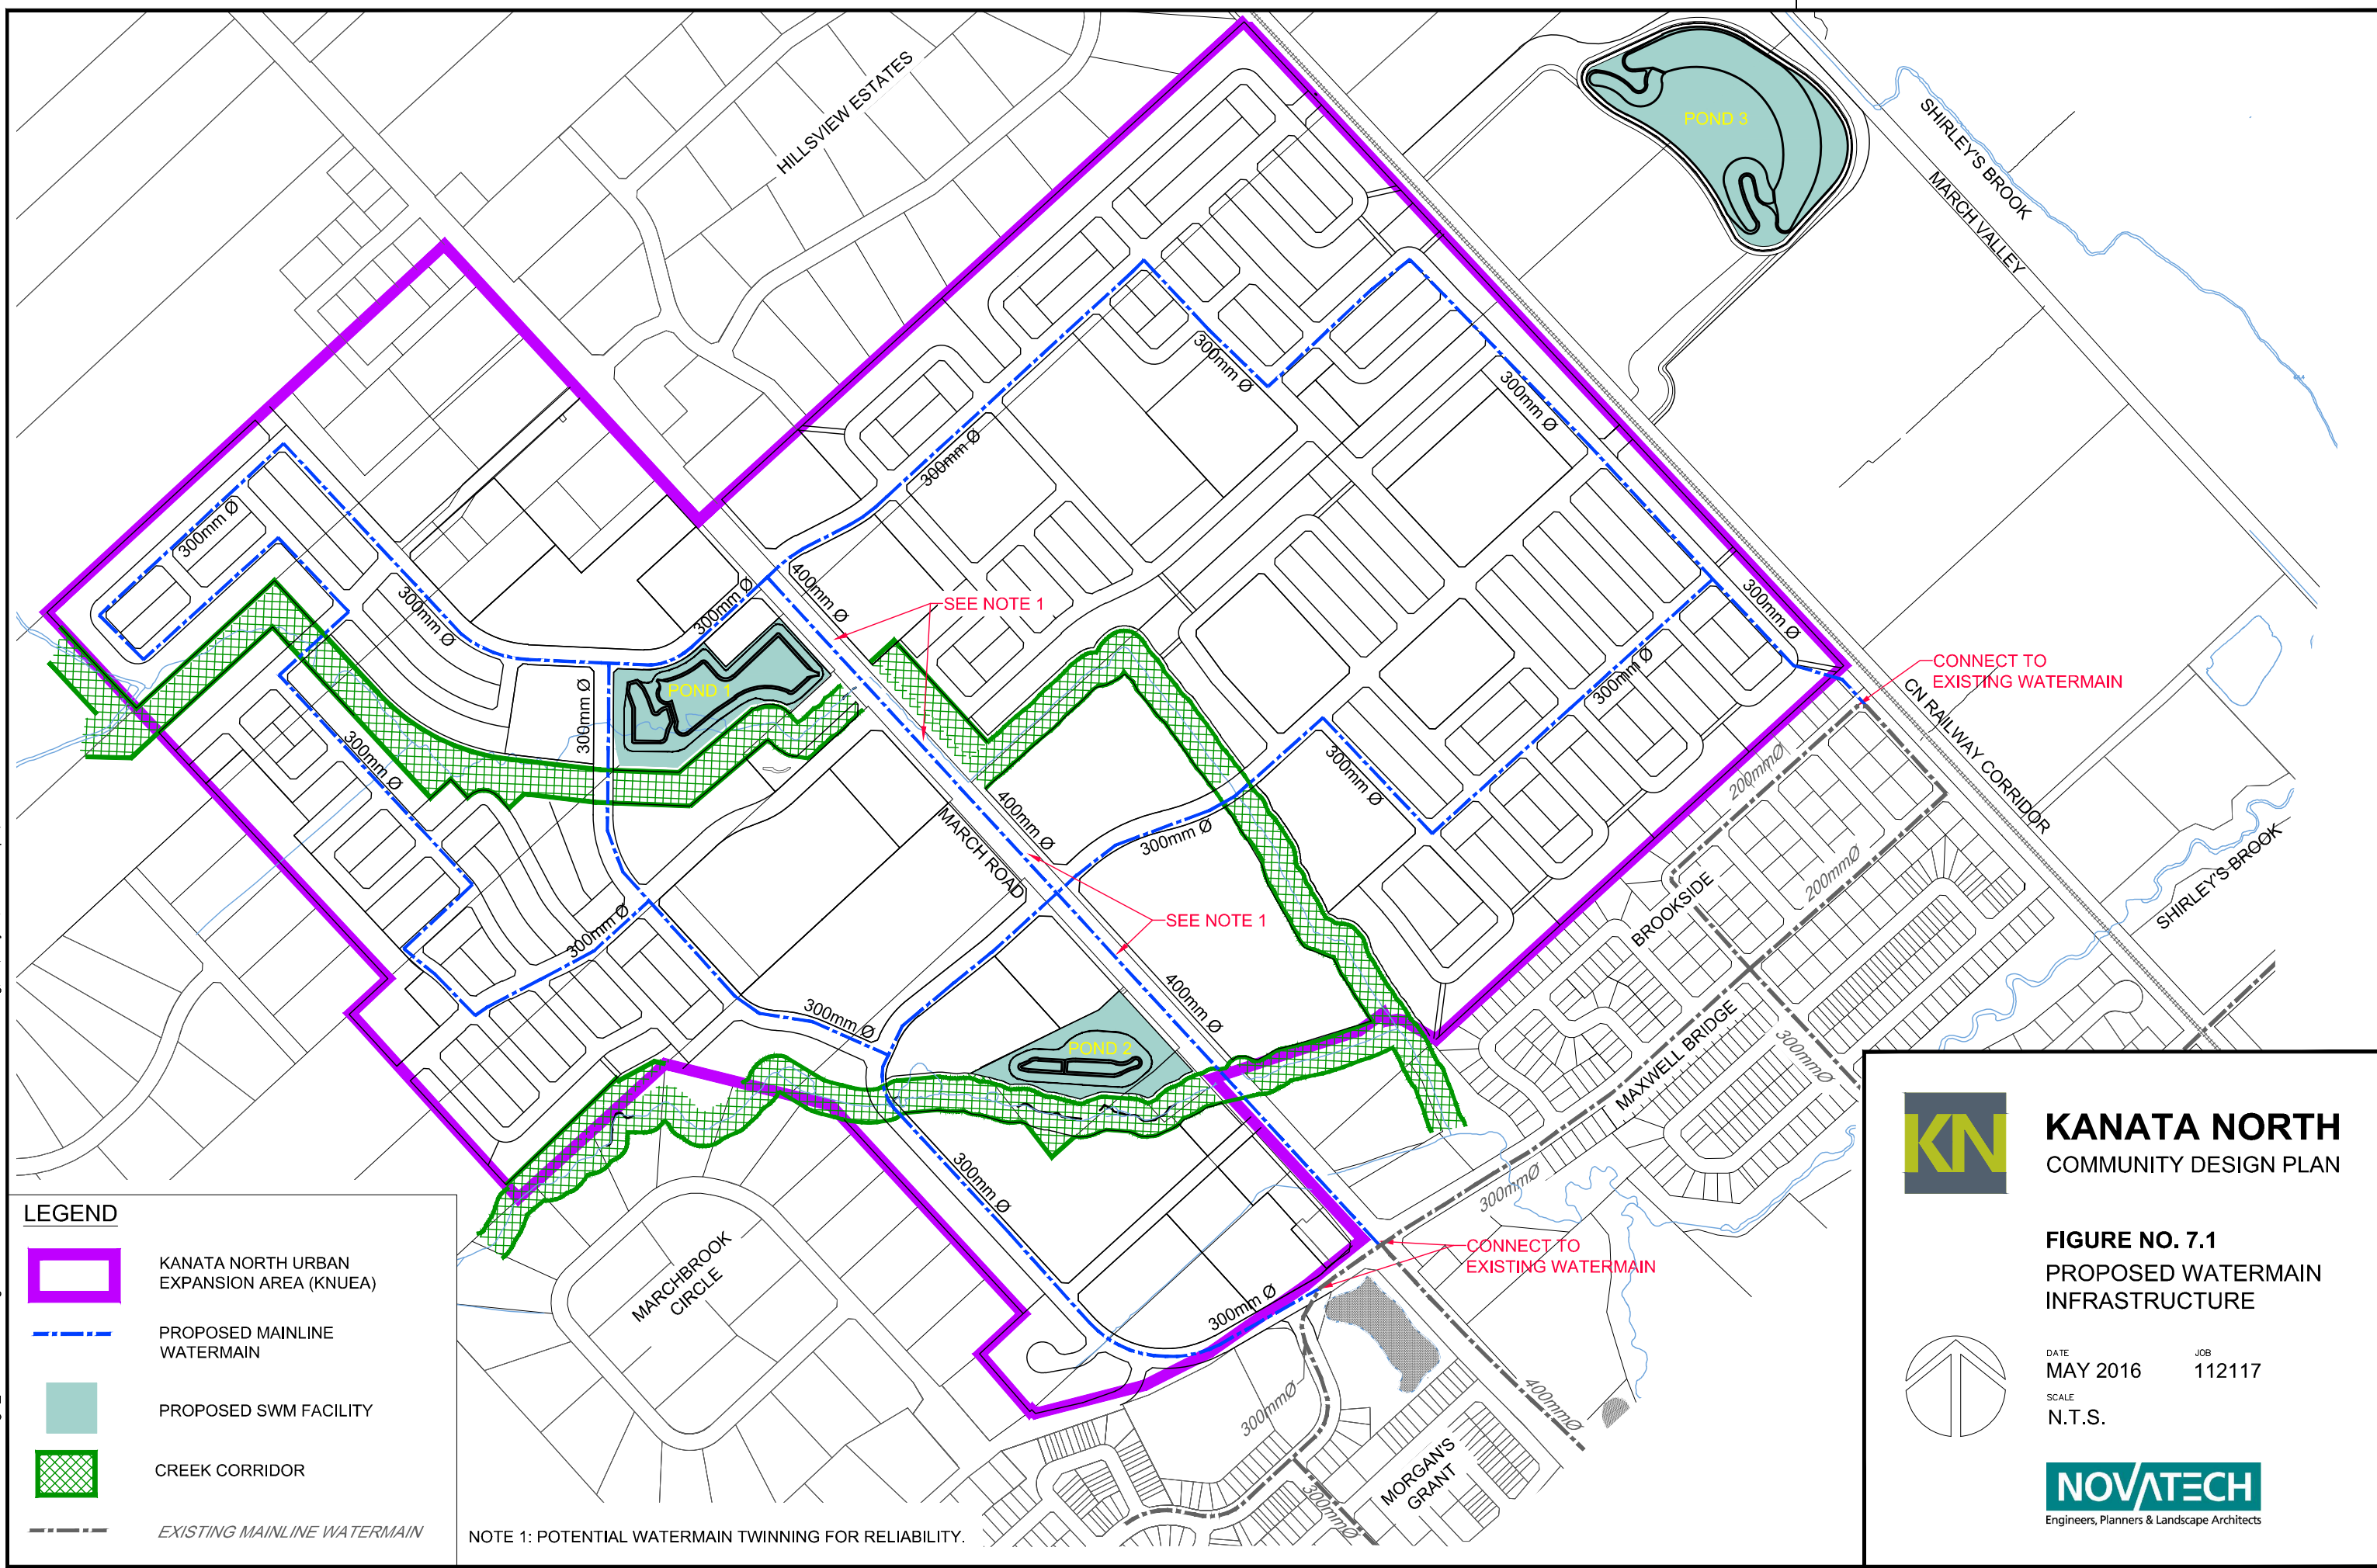 HILLSVIEW ESTATES
POND 3
SHIRLEY'S BROOK
MARCH VALLEY
300mm Ø
300mm Ø
300mm Ø
300mm Ø
300mm Ø
300mm Ø
400mm Ø
SEE NOTE 1
300mm Ø
300mm Ø
CONNECT TO
EXISTING WATERMAIN
CN RAILWAY CORRIDOR
POND 1
300mm Ø
300mm Ø
300mm Ø
200mmØ
400mm Ø
MARCH ROAD
300mm Ø
200mmØ
SHIRLEY'S BROOK
BROOKSIDE
SEE NOTE 1
300mm Ø
400mm Ø
300mm Ø
POND 2
MAXWELL BRIDGE
300mmØ
300mm Ø
300mmØ
CONNECT TO
EXISTING WATERMAIN
MARCHBROOK
CIRCLE
300mm Ø
300mmØ
400mmØ
MORGAN'S
GRANT
300mmØ
LEGEND
KANATA NORTH URBAN
EXPANSION AREA (KNUEA)
PROPOSED MAINLINE
WATERMAIN
PROPOSED SWM FACILITY
CREEK CORRIDOR
EXISTING MAINLINE WATERMAIN
NOTE 1: POTENTIAL WATERMAIN TWINNING FOR RELIABILITY.
KN
KANATA NORTH
COMMUNITY DESIGN PLAN
FIGURE NO. 7.1
PROPOSED WATERMAIN
INFRASTRUCTURE
DATE
MAY 2016
JOB
112117
SCALE
N.T.S.
NOVATECH
Engineers, Planners & Landscape Architects